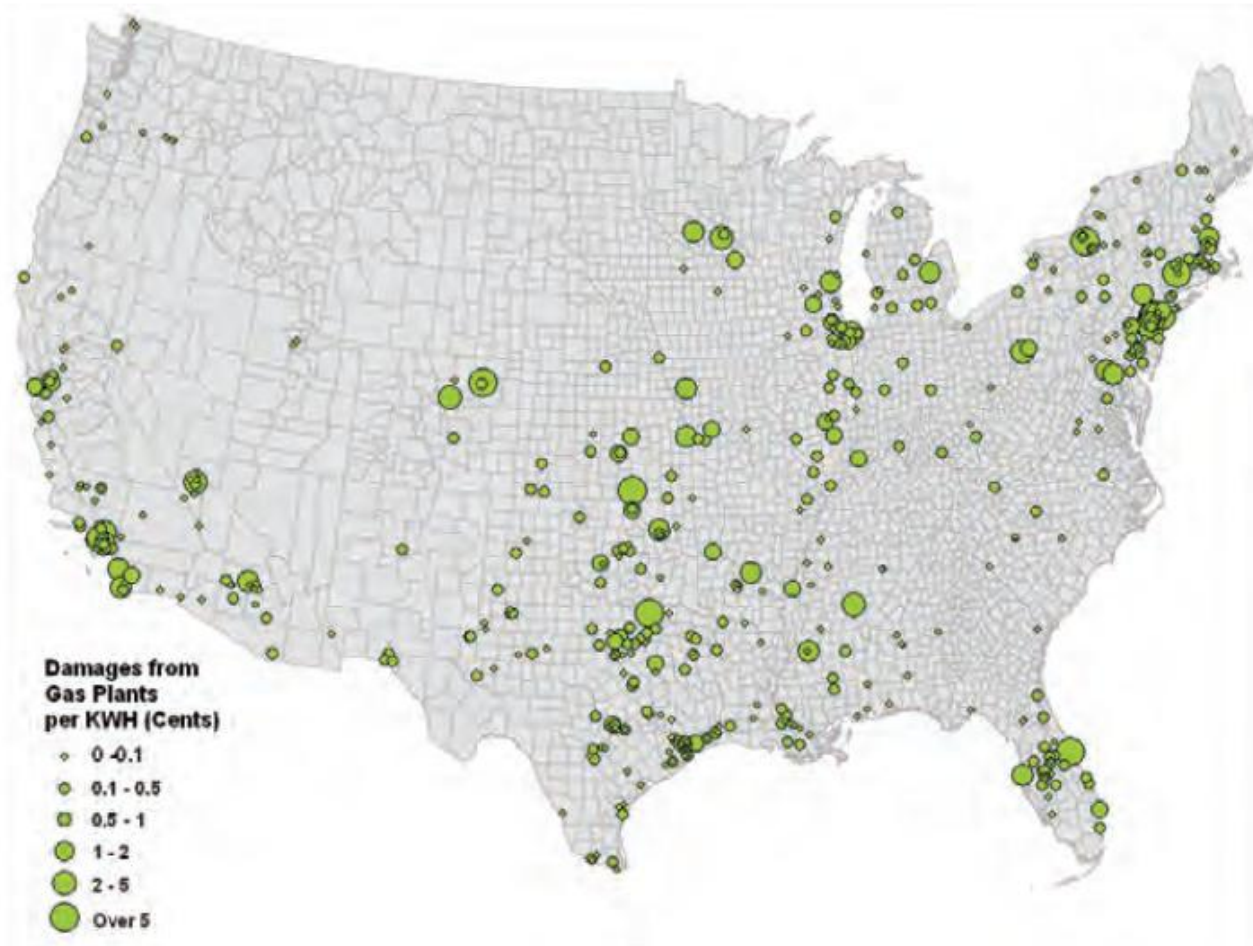 Damages from
Gas Plants
per KWH (Cents)
0 -0.1
0.1 - 0.5
0.5 - 1
1 - 2
2 - 5
Over 5